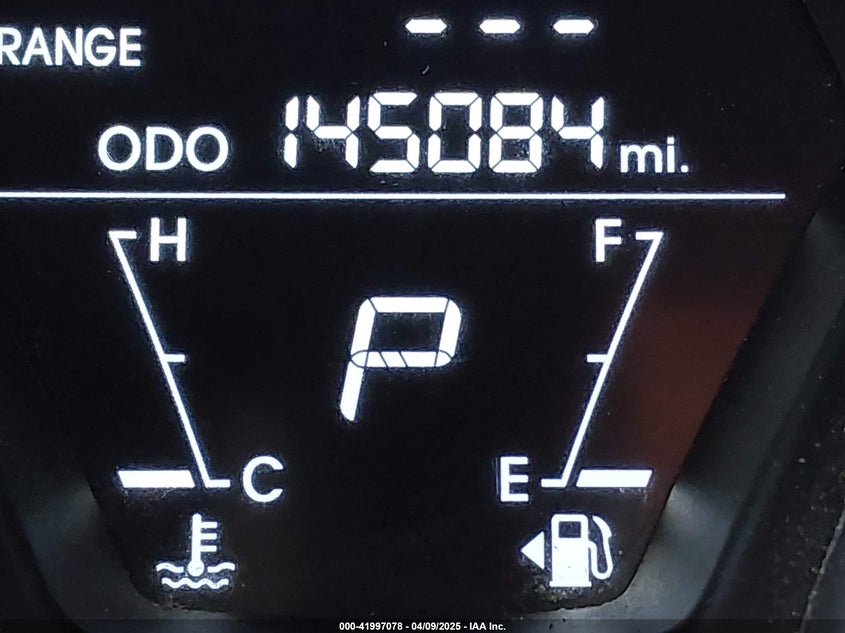 RANGE ---
ODO 145084 mi.
H F
P
C E
000-41997078 - 04/09/2025 - IAA Inc.